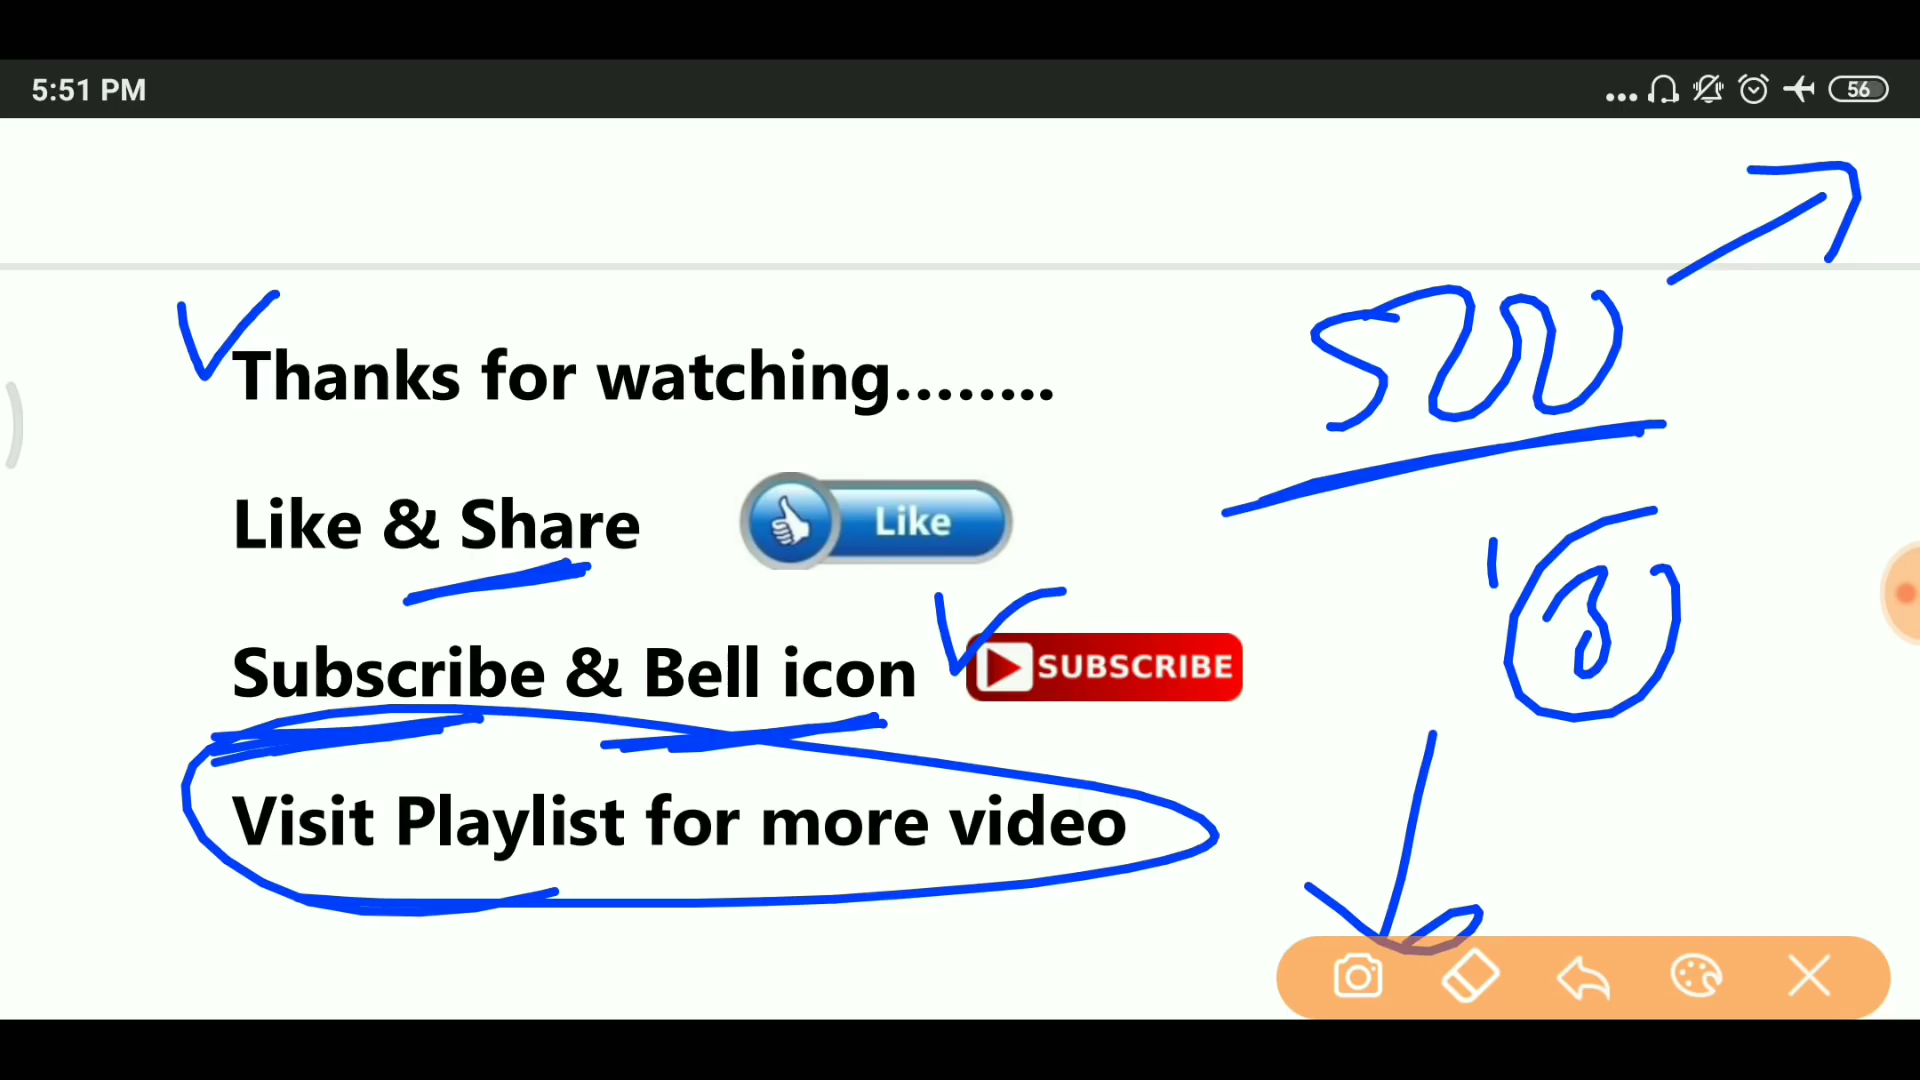 5:51 PM
56
500
Thanks for watching........
Like & Share
Like
Subscribe & Bell icon
SUBSCRIBE
Visit Playlist for more video